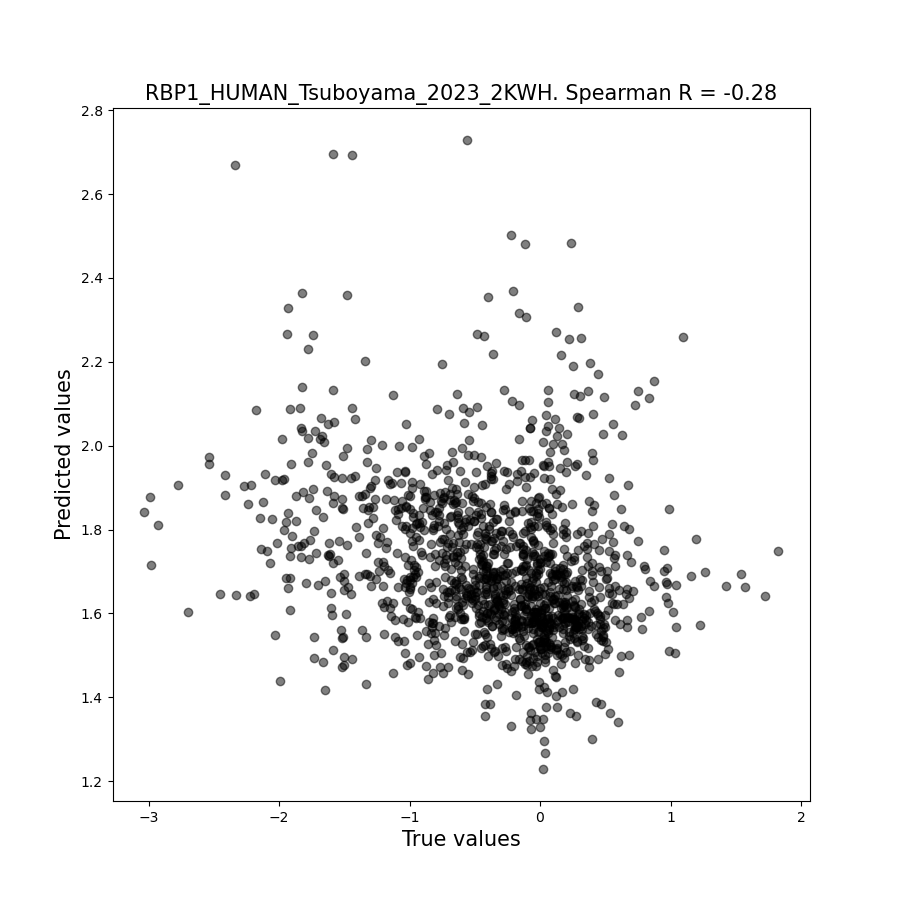 RBP1_HUMAN_Tsuboyama_2023_2KWH. Spearman R = -0.28
2.8
2.6
2.4
2.2
2.0
1.8
1.6
1.4
1.2
Predicted values
−3 −2 −1 0 1 2
True values